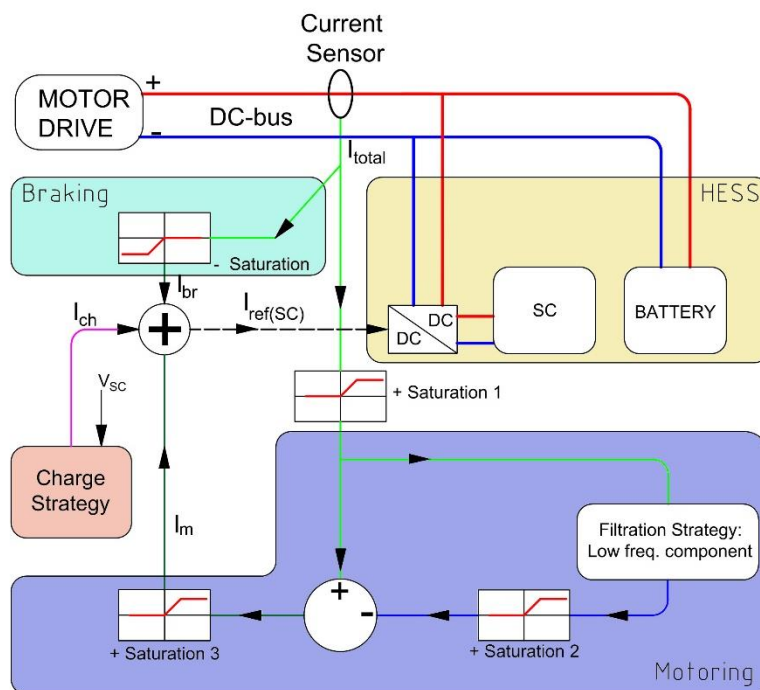 Current
Sensor
MOTOR
DRIVE
+
-
DC-bus
I_total
Braking
HESS
- Saturation
I_br
I_ch
I_ref(SC)
+
DC
DC
SC
BATTERY
V_SC
+ Saturation 1
Charge
Strategy
I_m
Filtration Strategy:
Low freq. component
+
-
+ Saturation 3
+ Saturation 2
Motoring